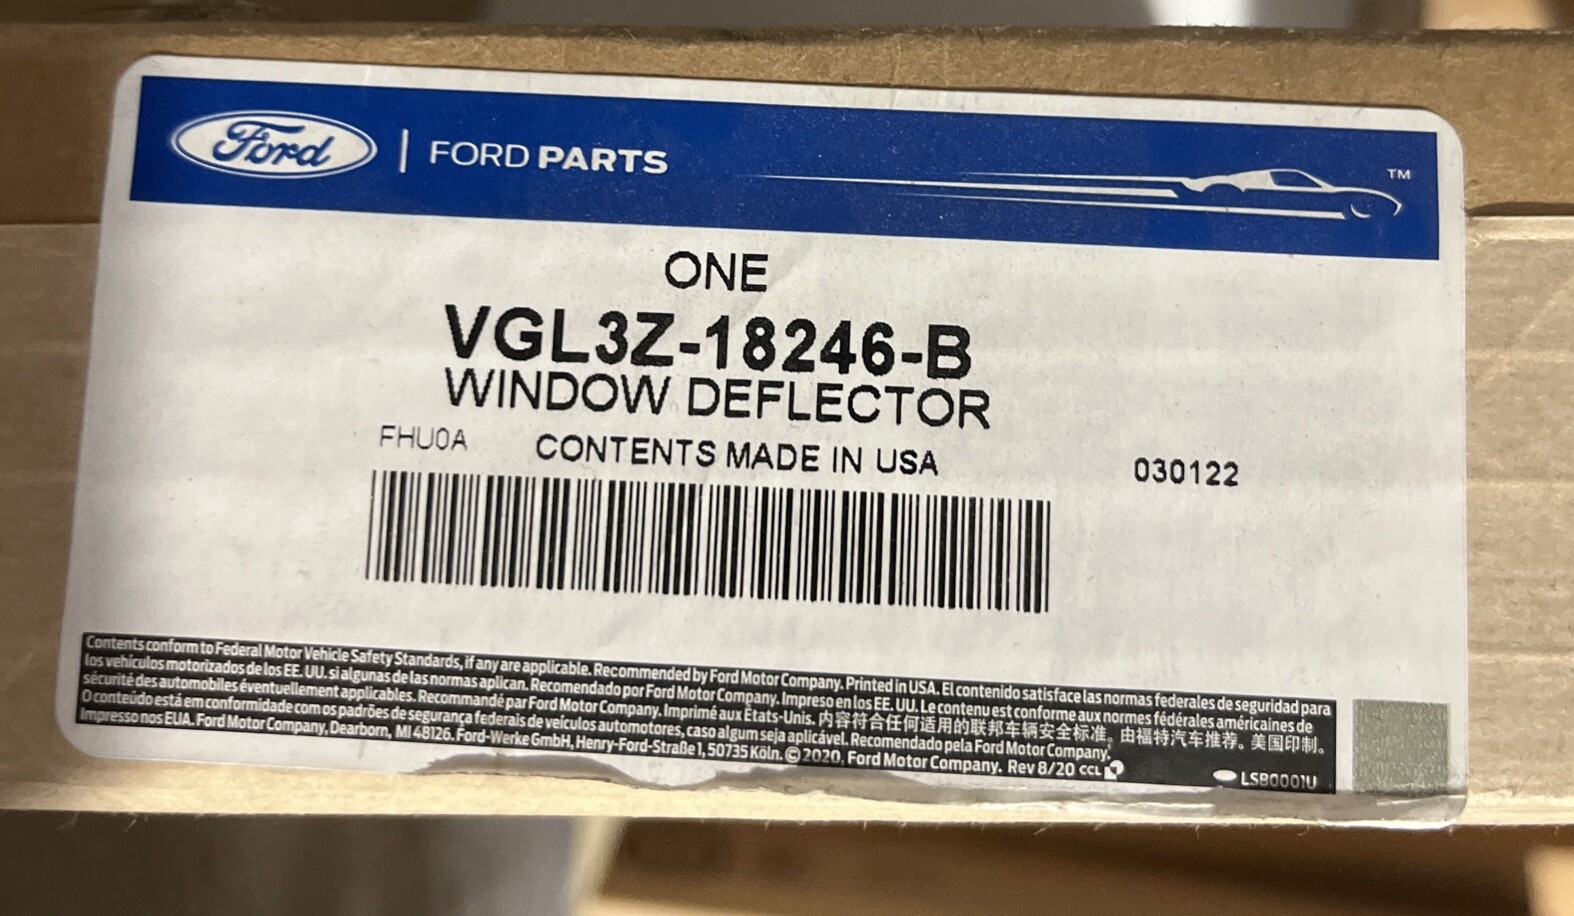 Ford | FORD PARTS
TM
ONE
VGL3Z-18246-B
WINDOW DEFLECTOR
FHU0A CONTENTS MADE IN USA 030122
Contents conform to Federal Motor Vehicle Safety Standards, if any are applicable. Recommended by Ford Motor Company. Printed in USA. El contenido satisface las normas federales de seguridad para
los vehículos motorizados de los EE. UU. si algunas de las normas aplican. Recomendado por Ford Motor Company. Impreso en los EE. UU. Le contenu est conforme aux normes fédérales américaines de
sécurité des automobiles éventuellement applicables. Recommandé par Ford Motor Company. Imprimé aux États-Unis. 内容符合任何适用的联邦车辆安全标准。由福特汽车推荐。美国印制。
O conteúdo está em conformidade com os padrões de segurança federais de veículos automotores, caso algum seja aplicável. Recomendado pela Ford Motor Company.
Impresso nos EUA. Ford Motor Company, Dearborn, MI 48126. Ford-Werke GmbH, Henry-Ford-Straße 1, 50735 Köln. © 2020, Ford Motor Company. Rev 8/20 CCL
LSB0001U